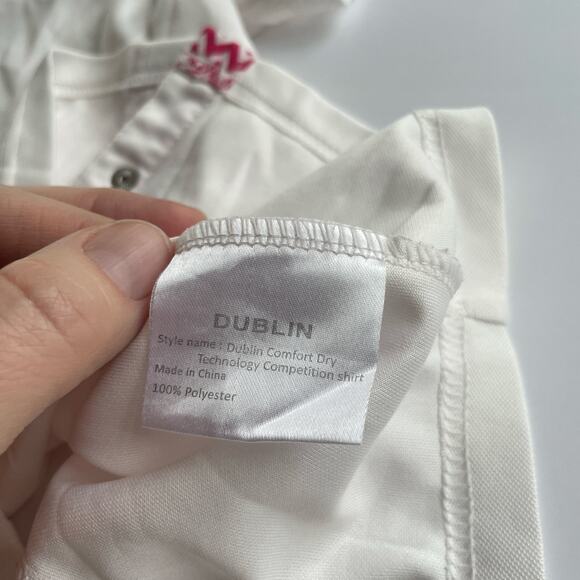 DUBLIN
Style name : Dublin Comfort Dry
Technology Competition shirt
Made in China
100% Polyester